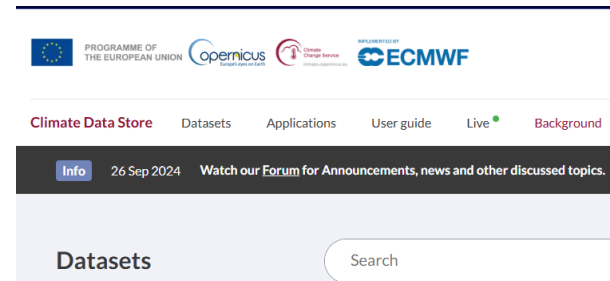 PROGRAMME OF
THE EUROPEAN UNION
opernicus
Europe's eyes on Earth
Climate
Change Service
climate.copernicus.eu
IMPLEMENTED BY
ECMWF
Climate Data Store Datasets Applications User guide Live Background
Info 26 Sep 2024 Watch our Forum for Announcements, news and other discussed topics.
Datasets Search